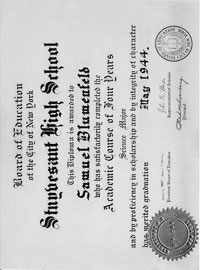 Board of Education
of the City of New York
Stuyvesant High School
This Diploma is awarded to
Samuel Blumenfeld
who has satisfactorily completed the
Academic Course of Four Years
Science Major
and by proficiency in scholarship and by integrity of character
has merited graduation
May 1944.